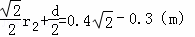 √2/2 r₂ + d/2 = 0.4√2 − 0.3 (m)